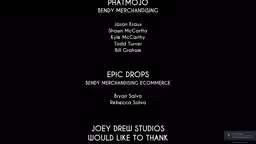 PHATMOJO
BENDY MERCHANDISING
Jason Kraus
Shawn McCarthy
Kyle McCarthy
Todd Turner
Bill Graham
EPIC DROPS
BENDY MERCHANDISING ECOMMERCE
Bryan Salva
Rebecca Salva
JOEY DREW STUDIOS
WOULD LIKE TO THANK